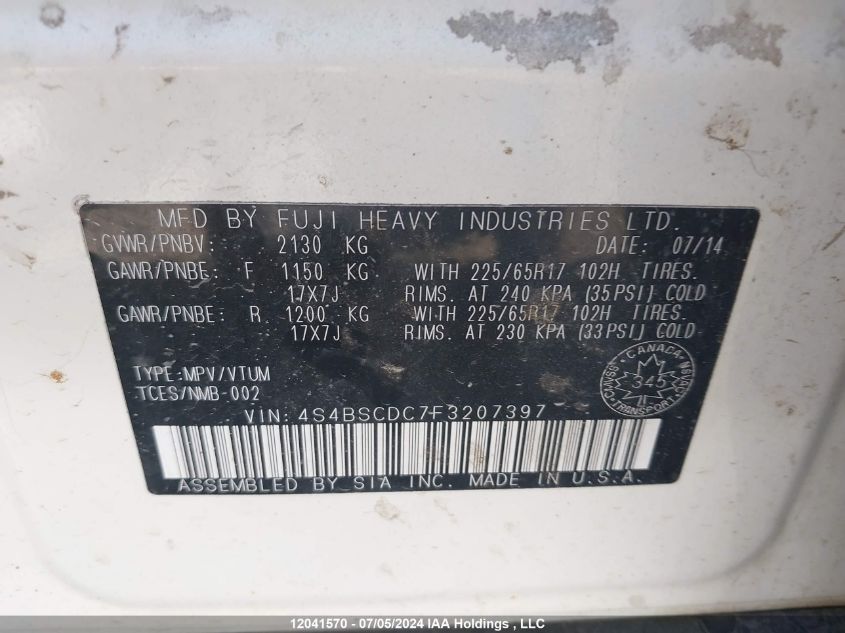 MFD BY FUJI HEAVY INDUSTRIES LTD.
GVWR/PNBV: 2130 KG DATE: 07/14
GAWR/PNBE: F 1150 KG WITH 225/65R17 102H TIRES.
17X7J RIMS. AT 240 KPA (35PSI) COLD
GAWR/PNBE: R 1200 KG WITH 225/65R17 102H TIRES.
17X7J RIMS. AT 230 KPA (33PSI) COLD
TYPE:MPV/VTUM
TCES/NMB-002
CANADA
345
TRANSPORT
VIN: 4S4BSCDC7F3207397
ASSEMBLED BY SIA INC. MADE IN U.S.A.
12041570 - 07/05/2024 IAA Holdings , LLC